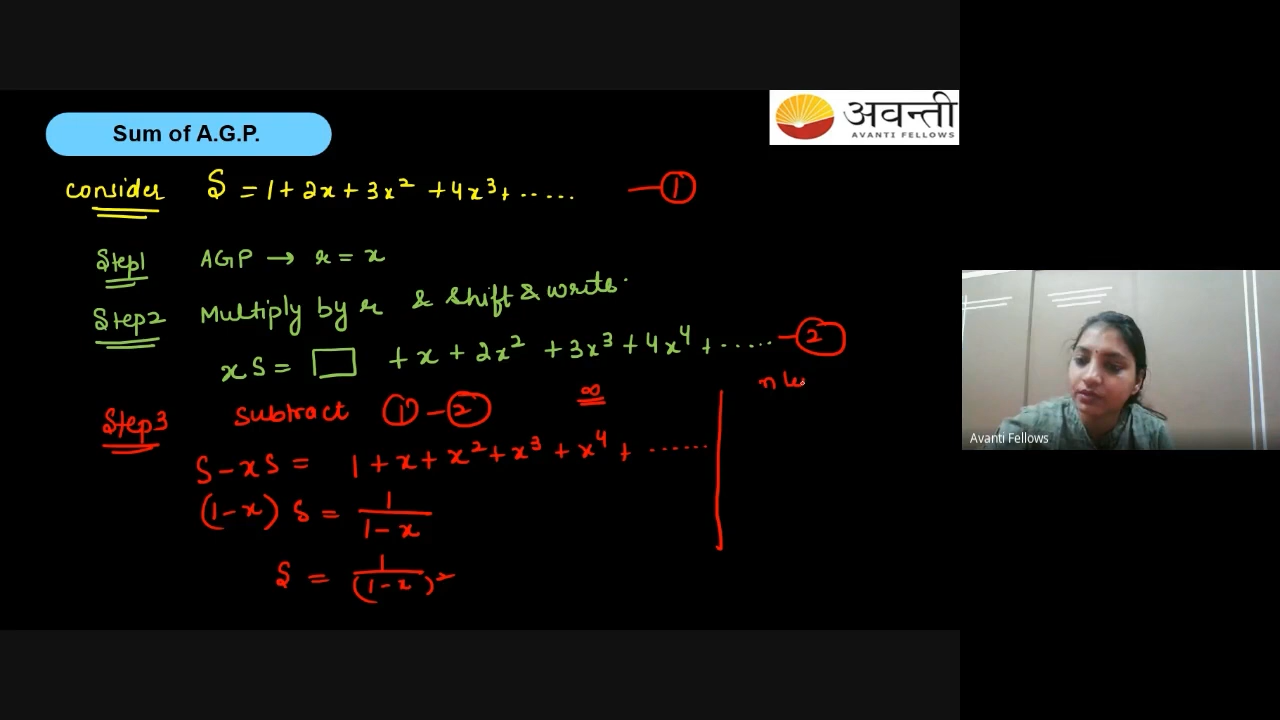 Sum of A.G.P.
अवन्ती
AVANTI FELLOWS
consider S = 1 + 2x + 3x² + 4x³ + ..... — ①
Step1 AGP → r = x
Step2 Multiply by r & shift & write.
xS = □ + x + 2x² + 3x³ + 4x⁴ + ..... — ②
n
Step3 Subtract ① - ② ∞
S - xS = 1 + x + x² + x³ + x⁴ + ......
(1-x) S = 1/(1-x)
S = 1/(1-x)²
Avanti Fellows